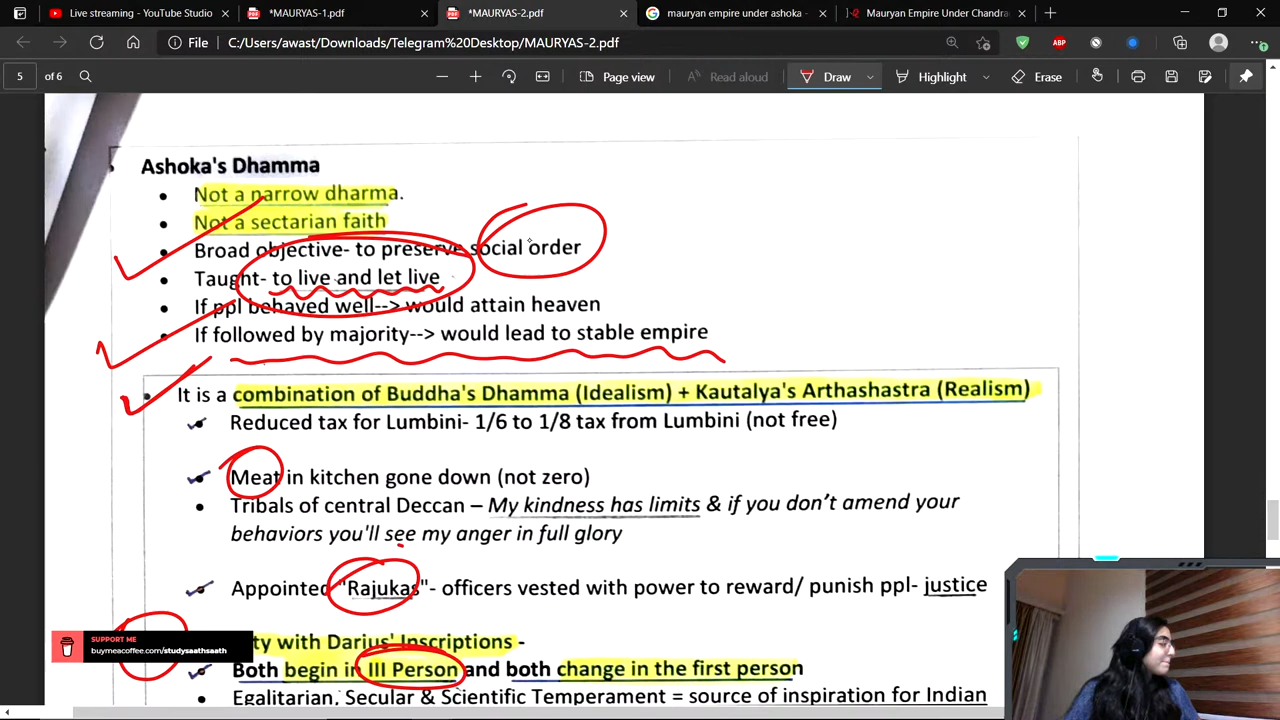 Live streaming - YouTube Studio
*MAURYAS-1.pdf
*MAURYAS-2.pdf
mauryan empire under ashoka -
Mauryan Empire Under Chandra
File
C:/Users/awast/Downloads/Telegram%20Desktop/MAURYAS-2.pdf
5 of 6
Page view
Read aloud
Draw
Highlight
Erase
Ashoka's Dhamma
Not a narrow dharma.
Not a sectarian faith
Broad objective- to preserve social order
Taught- to live and let live
If ppl behaved well--> would attain heaven
If followed by majority--> would lead to stable empire
It is a combination of Buddha's Dhamma (Idealism) + Kautalya's Arthashastra (Realism)
Reduced tax for Lumbini- 1/6 to 1/8 tax from Lumbini (not free)
Meat in kitchen gone down (not zero)
Tribals of central Deccan – My kindness has limits & if you don't amend your
behaviors you'll see my anger in full glory
Appointed "Rajukas"- officers vested with power to reward/ punish ppl- justice
SUPPORT ME
buymeacoffee.com/studysaathsaath
with Darius' Inscriptions -
Both begin in III Person and both change in the first person
Egalitarian, Secular & Scientific Temperament = source of inspiration for Indian